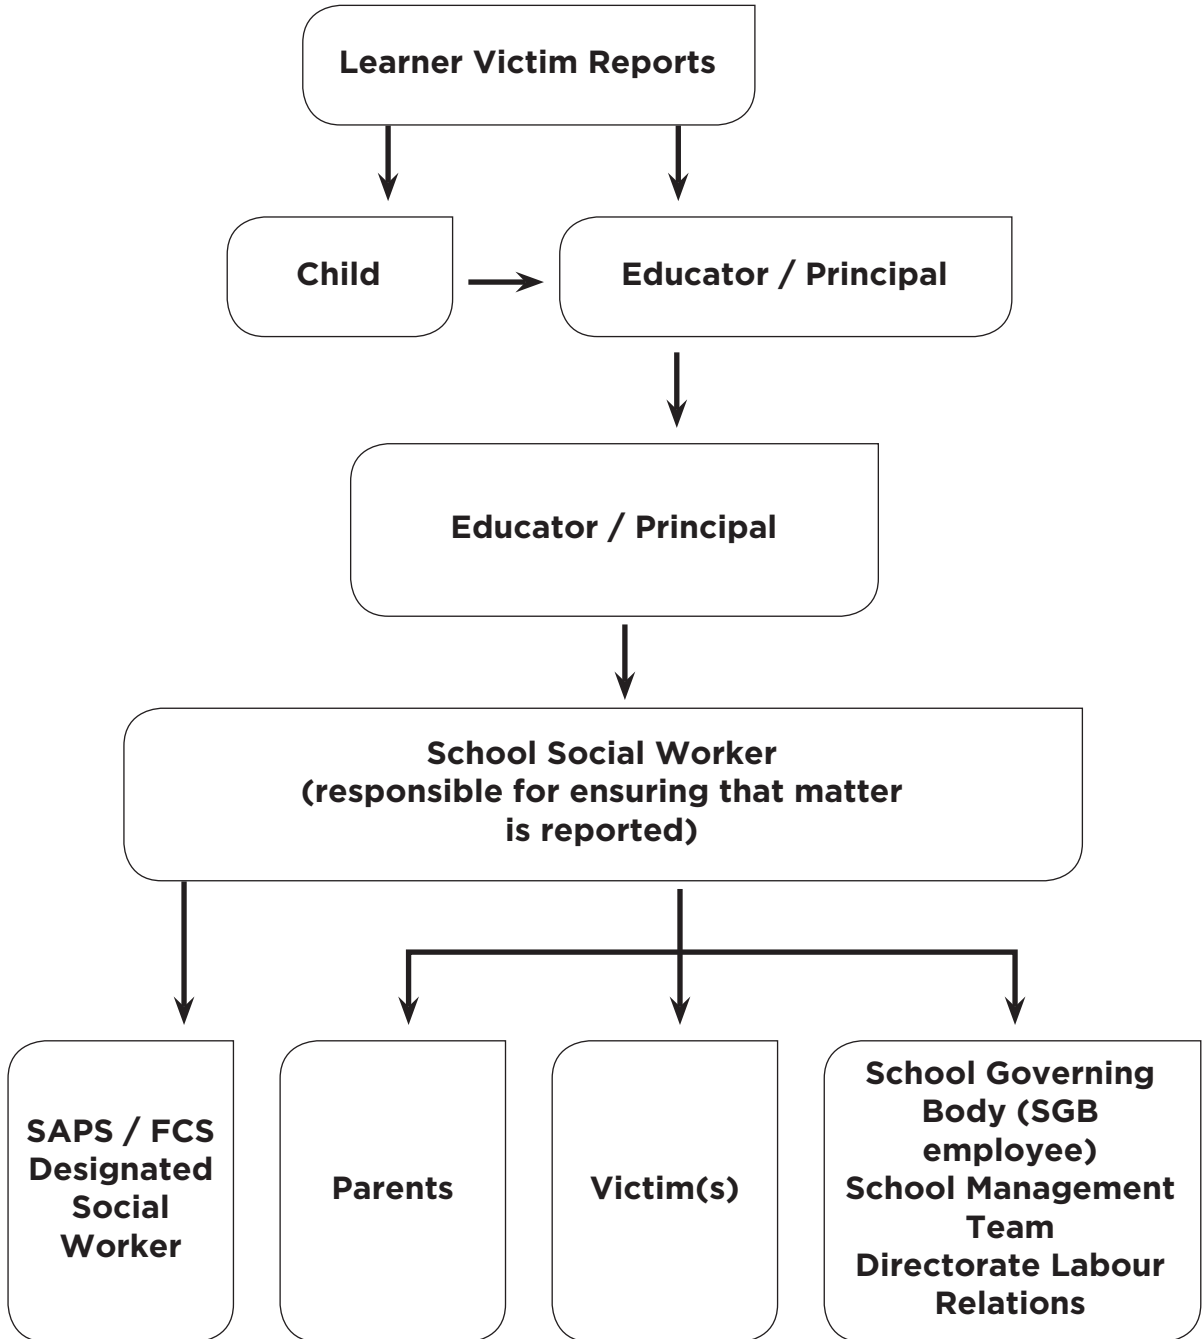 Learner Victim Reports
Child
Educator / Principal
Educator / Principal
School Social Worker
(responsible for ensuring that matter
is reported)
SAPS / FCS
Designated
Social
Worker
Parents
Victim(s)
School Governing
Body (SGB
employee)
School Management
Team
Directorate Labour
Relations